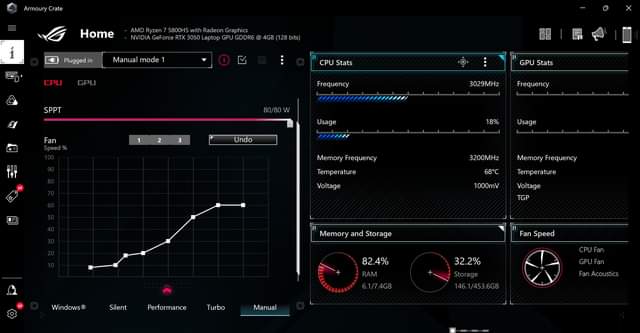 Armoury Crate
Home
- AMD Ryzen 7 5800HS with Radeon Graphics
- NVIDIA GeForce RTX 3050 Laptop GPU GDDR6 @ 4GB (128 bits)
Plugged in
Manual mode 1
CPU GPU
SPPT 80/80 W
Fan
Speed %
1 2 3
Undo
100
90
80
70
60
50
40
30
20
10
Windows® Silent Performance Turbo Manual
CPU Stats
Frequency 3029MHz
Usage 18%
Memory Frequency 3200MHz
Temperature 68°C
Voltage 1000mV
GPU Stats
Frequency
Usage
Memory Frequency
Temperature
Voltage
TGP
Memory and Storage
82.4%
RAM
6.1/7.4GB
32.2%
Storage
146.1/453.6GB
Fan Speed
CPU Fan
GPU Fan
Fan Acoustics